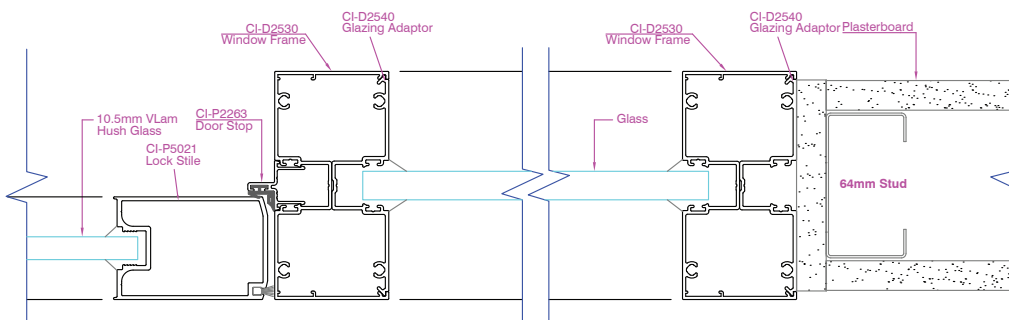 CI-D2530
Window Frame
CI-D2540
Glazing Adaptor
CI-D2530
Window Frame
CI-D2540
Glazing Adaptor
Plasterboard
10.5mm VLam
Hush Glass
CI-P2263
Door Stop
CI-P5021
Lock Stile
Glass
64mm Stud